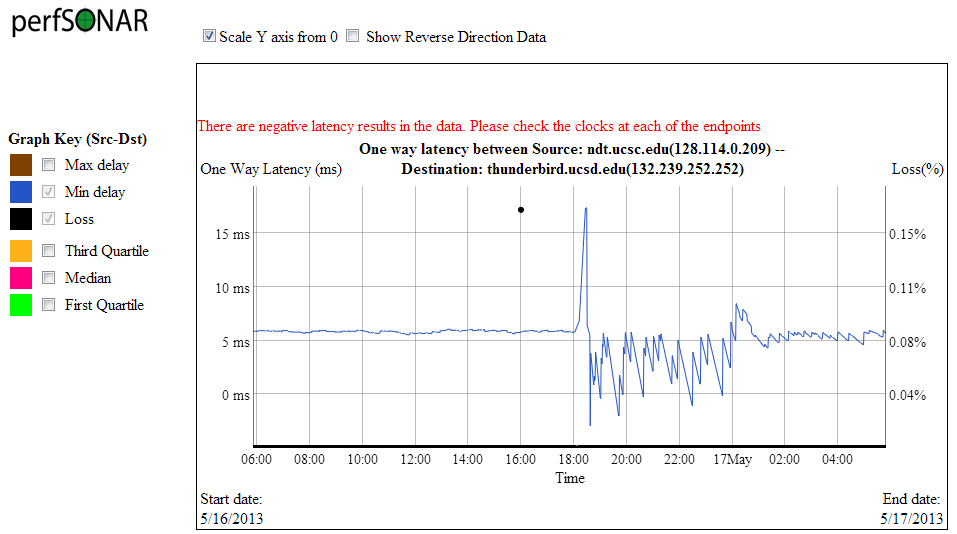 perfSONAR
Scale Y axis from 0 Show Reverse Direction Data
There are negative latency results in the data. Please check the clocks at each of the endpoints
Graph Key (Src-Dst)
Max delay
Min delay
Loss
Third Quartile
Median
First Quartile
One way latency between Source: ndt.ucsc.edu(128.114.0.209) --
One Way Latency (ms) Destination: thunderbird.ucsd.edu(132.239.252.252) Loss(%)
15 ms 0.15%
10 ms 0.11%
5 ms 0.08%
0 ms 0.04%
06:00 08:00 10:00 12:00 14:00 16:00 18:00 20:00 22:00 17May 02:00 04:00
Time
Start date: End date:
5/16/2013 5/17/2013